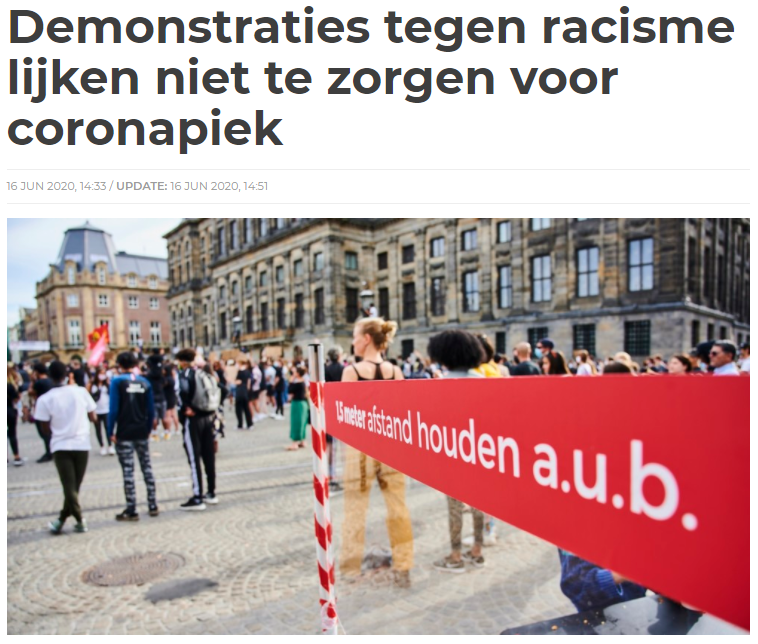 Demonstraties tegen racisme
lijken niet te zorgen voor
coronapiek
16 JUN 2020, 14:33 / UPDATE: 16 JUN 2020, 14:51
1,5 meter afstand houden a.u.b.